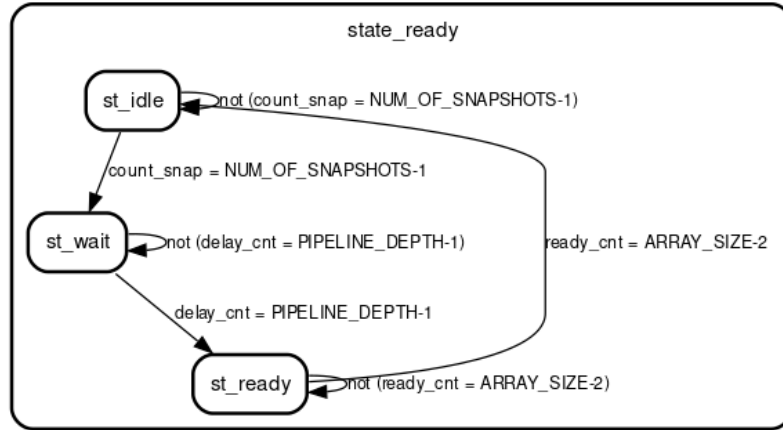 state_ready
st_idle
not (count_snap = NUM_OF_SNAPSHOTS-1)
count_snap = NUM_OF_SNAPSHOTS-1
st_wait
not (delay_cnt = PIPELINE_DEPTH-1)
ready_cnt = ARRAY_SIZE-2
delay_cnt = PIPELINE_DEPTH-1
st_ready
not (ready_cnt = ARRAY_SIZE-2)